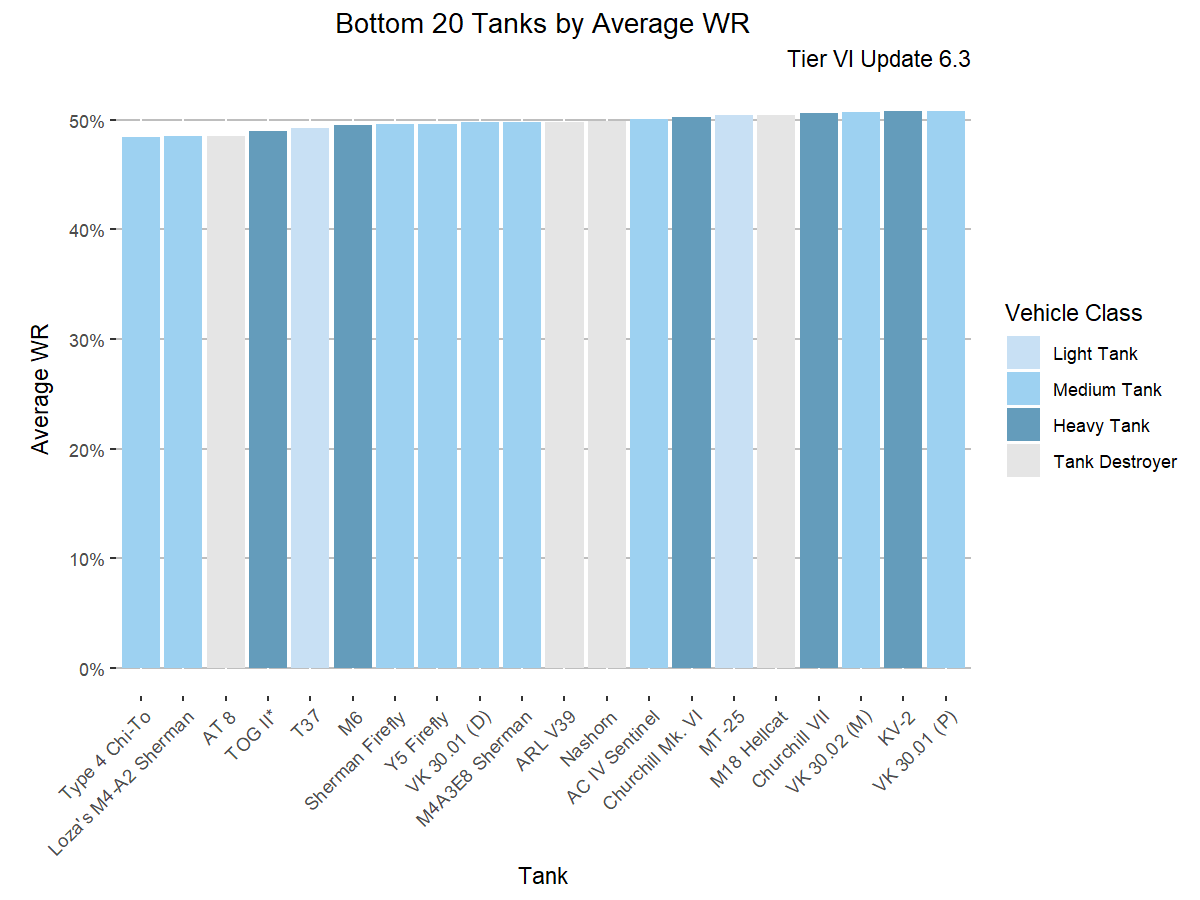 Bottom 20 Tanks by Average WR
Tier VI Update 6.3
Average WR
50%
40%
30%
20%
10%
0%
Type 4 Chi-To
Loza's M4-A2 Sherman
AT 8
TOG II*
T37
M6
Sherman Firefly
Y5 Firefly
VK 30.01 (D)
M4A3E8 Sherman
ARL V39
Nashorn
AC IV Sentinel
Churchill Mk. VI
MT-25
M18 Hellcat
Churchill VII
VK 30.02 (M)
KV-2
VK 30.01 (P)
Tank
Vehicle Class
Light Tank
Medium Tank
Heavy Tank
Tank Destroyer